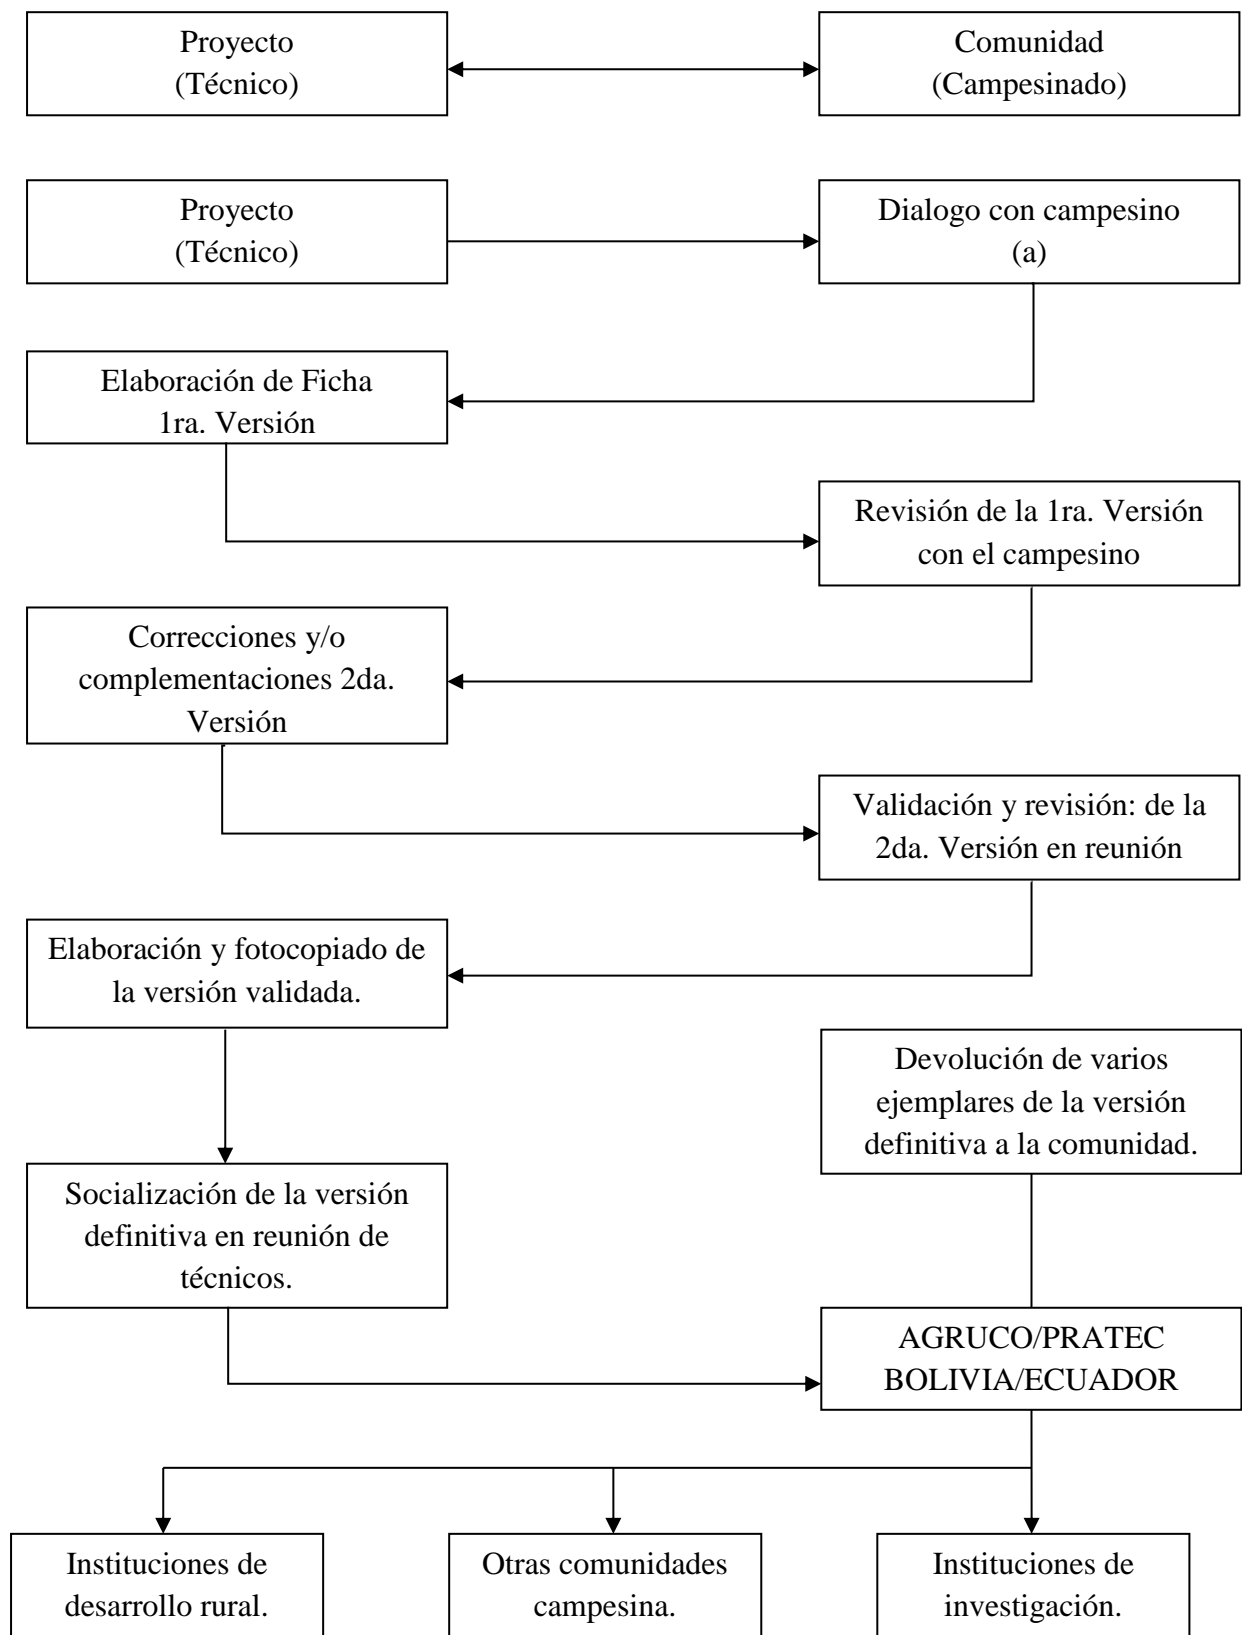 Proyecto
(Técnico)
Comunidad
(Campesinado)
Proyecto
(Técnico)
Dialogo con campesino
(a)
Elaboración de Ficha
1ra. Versión
Revisión de la 1ra. Versión
con el campesino
Correcciones y/o
complementaciones 2da.
Versión
Validación y revisión: de la
2da. Versión en reunión
Elaboración y fotocopiado de
la versión validada.
Devolución de varios
ejemplares de la versión
definitiva a la comunidad.
Socialización de la versión
definitiva en reunión de
técnicos.
AGRUCO/PRATEC
BOLIVIA/ECUADOR
Instituciones de
desarrollo rural.
Otras comunidades
campesina.
Instituciones de
investigación.